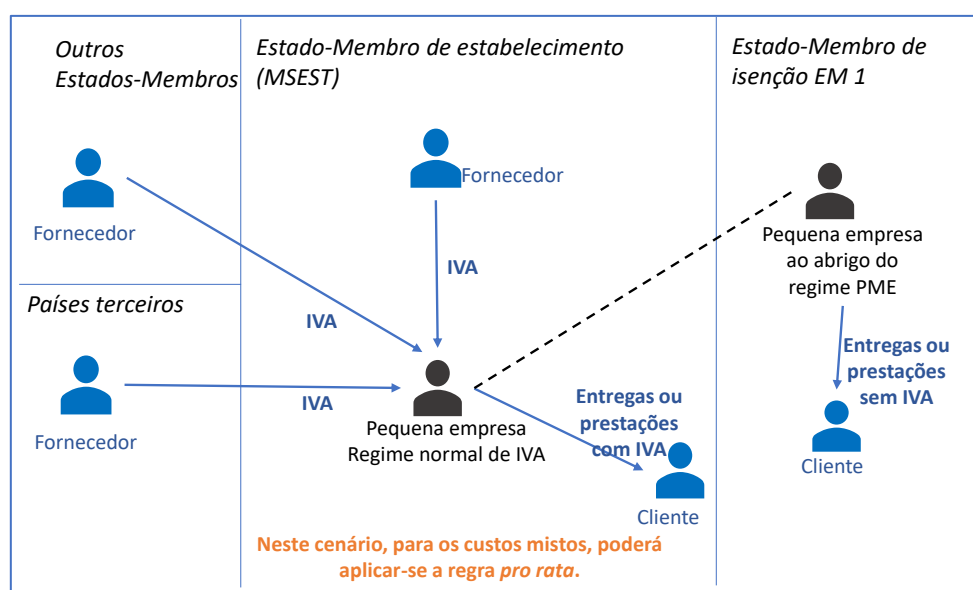 Outros
Estados-Membros
Fornecedor
Países terceiros
Fornecedor
Estado-Membro de estabelecimento
(MSEST)
Fornecedor
IVA
IVA
IVA
Pequena empresa
Regime normal de IVA
Entregas ou
prestações
com IVA
Cliente
Neste cenário, para os custos mistos, poderá
aplicar-se a regra pro rata.
Estado-Membro de
isenção EM 1
Pequena empresa
ao abrigo do
regime PME
Entregas ou
prestações
sem IVA
Cliente